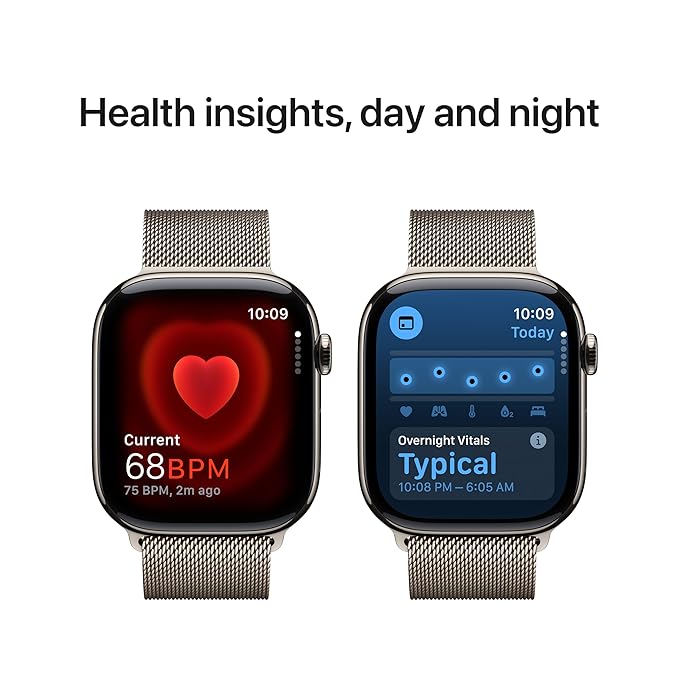 Health insights, day and night
10:09
Current
68BPM
75 BPM, 2m ago
10:09
Today
O2
Overnight Vitals
i
Typical
10:08 PM – 6:05 AM